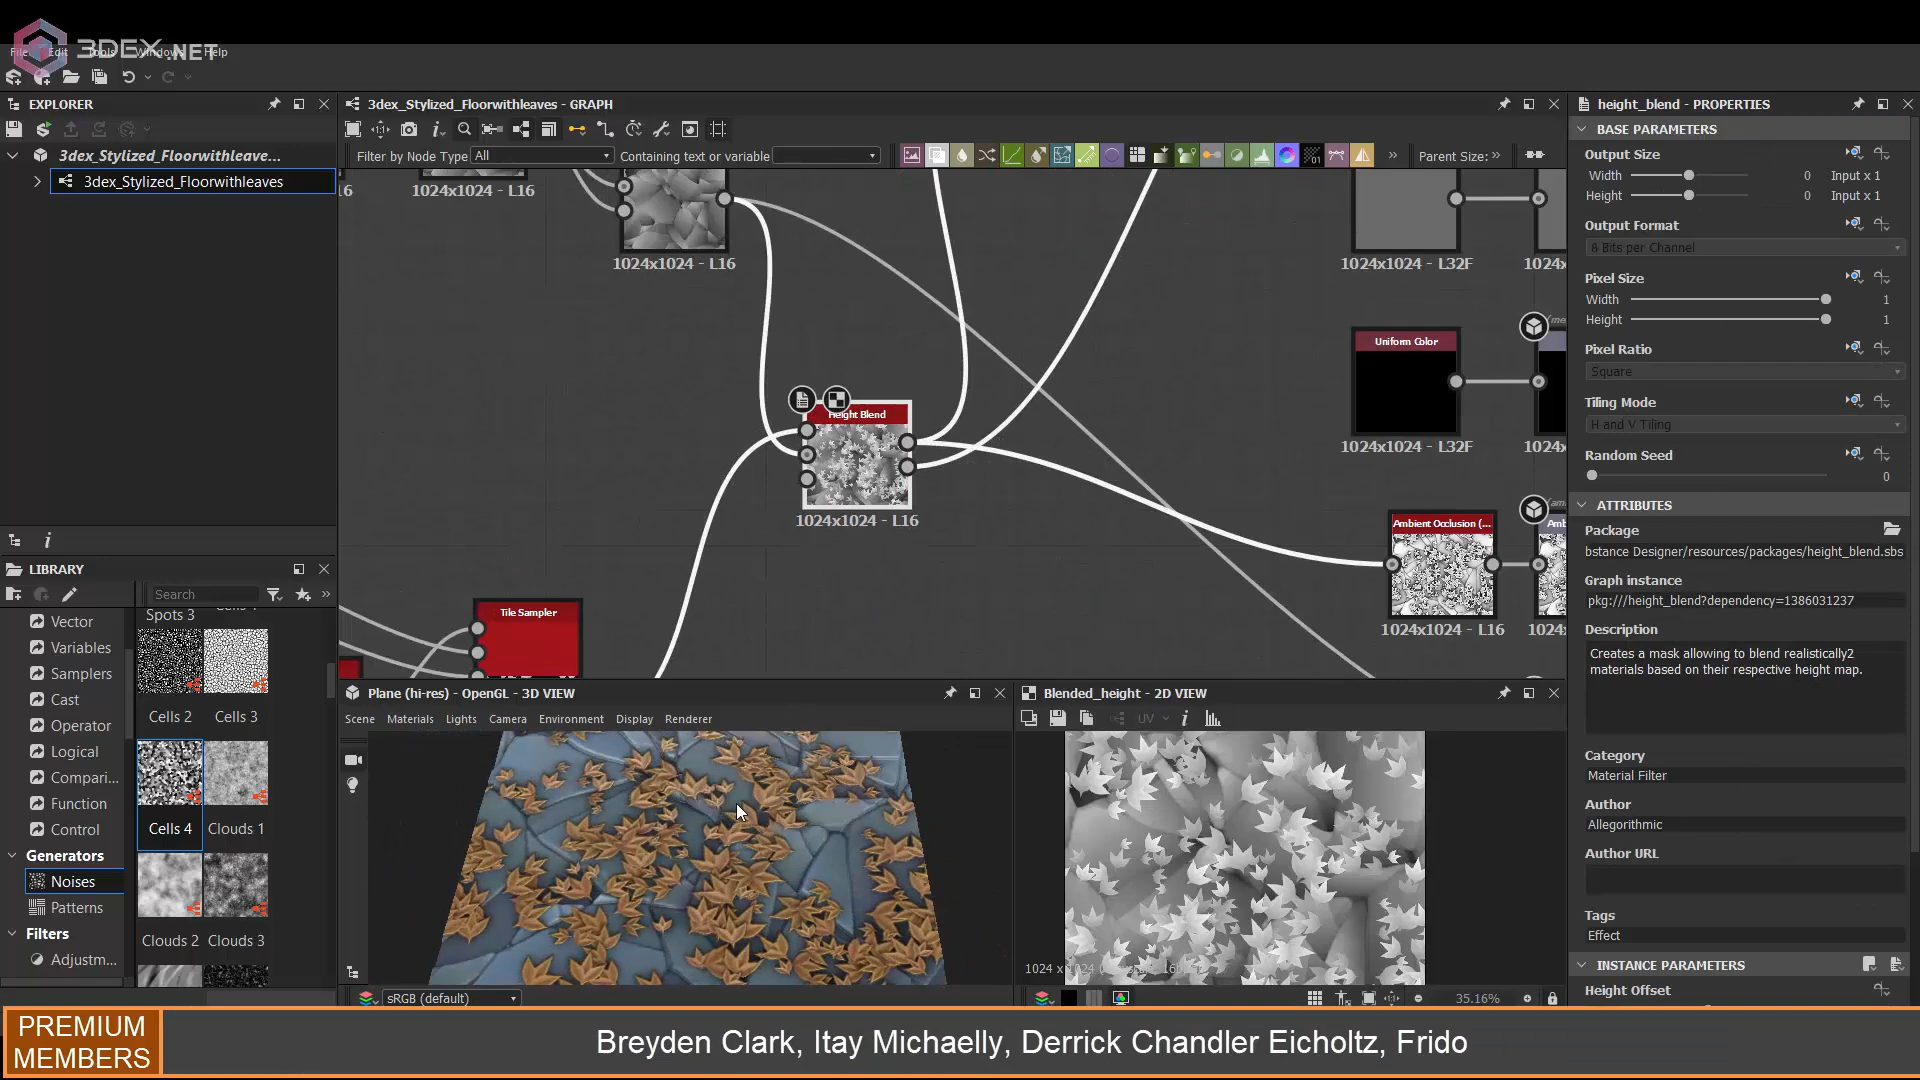 3DEX.NET
File Edit Tools Windows Help
EXPLORER
3dex_Stylized_Floorwithleave...
3dex_Stylized_Floorwithleaves
3dex_Stylized_Floorwithleaves - GRAPH
Filter by Node Type All Containing text or variable
Parent Size:
1024x1024 - L16
1024x1024 - L16
1024x1024 - L32F
Uniform Color
1024x1024 - L32F
Height Blend
1024x1024 - L16
Ambient Occlusion (...
1024x1024 - L16
Tile Sampler
LIBRARY
Search
Vector
Variables
Samplers
Cast
Operator
Logical
Compari...
Function
Control
Generators
Noises
Patterns
Filters
Adjustm...
Spots 3
Cells 2 Cells 3
Cells 4 Clouds 1
Clouds 2 Clouds 3
Plane (hi-res) - OpenGL - 3D VIEW
Scene Materials Lights Camera Environment Display Renderer
sRGB (default)
Blended_height - 2D VIEW
UV
35.16%
height_blend - PROPERTIES
BASE PARAMETERS
Output Size
Width 0 Input x 1
Height 0 Input x 1
Output Format
8 Bits per Channel
Pixel Size
Width 1
Height 1
Pixel Ratio
Square
Tiling Mode
H and V Tiling
Random Seed
0
ATTRIBUTES
Package
bstance Designer/resources/packages/height_blend.sbs
Graph instance
pkg:///height_blend?dependency=1386031237
Description
Creates a mask allowing to blend realistically2
materials based on their respective height map.
Category
Material Filter
Author
Allegorithmic
Author URL
Tags
Effect
INSTANCE PARAMETERS
Height Offset
PREMIUM
MEMBERS
Breyden Clark, Itay Michaelly, Derrick Chandler Eicholtz, Frido